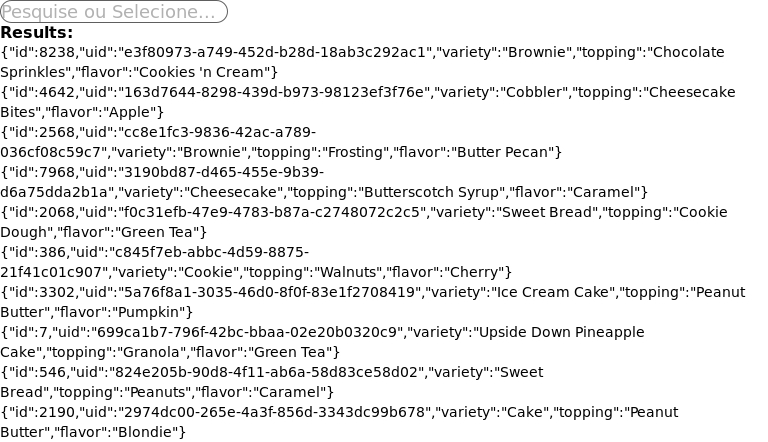 Pesquise ou Selecione...
Results:
{"id":8238,"uid":"e3f80973-a749-452d-b28d-18ab3c292ac1","variety":"Brownie","topping":"Chocolate
Sprinkles","flavor":"Cookies 'n Cream"}
{"id":4642,"uid":"163d7644-8298-439d-b973-98123ef3f76e","variety":"Cobbler","topping":"Cheesecake
Bites","flavor":"Apple"}
{"id":2568,"uid":"cc8e1fc3-9836-42ac-a789-
036cf08c59c7","variety":"Brownie","topping":"Frosting","flavor":"Butter Pecan"}
{"id":7968,"uid":"3190bd87-d465-455e-9b39-
d6a75dda2b1a","variety":"Cheesecake","topping":"Butterscotch Syrup","flavor":"Caramel"}
{"id":2068,"uid":"f0c31efb-47e9-4783-b87a-c2748072c2c5","variety":"Sweet Bread","topping":"Cookie
Dough","flavor":"Green Tea"}
{"id":386,"uid":"c845f7eb-abbc-4d59-8875-
21f41c01c907","variety":"Cookie","topping":"Walnuts","flavor":"Cherry"}
{"id":3302,"uid":"5a76f8a1-3035-46d0-8f0f-83e1f2708419","variety":"Ice Cream Cake","topping":"Peanut
Butter","flavor":"Pumpkin"}
{"id":7,"uid":"699ca1b7-796f-42bc-bbaa-02e20b0320c9","variety":"Upside Down Pineapple
Cake","topping":"Granola","flavor":"Green Tea"}
{"id":546,"uid":"824e205b-90d8-4f11-ab6a-58d83ce58d02","variety":"Sweet
Bread","topping":"Peanuts","flavor":"Caramel"}
{"id":2190,"uid":"2974dc00-265e-4a3f-856d-3343dc99b678","variety":"Cake","topping":"Peanut
Butter","flavor":"Blondie"}